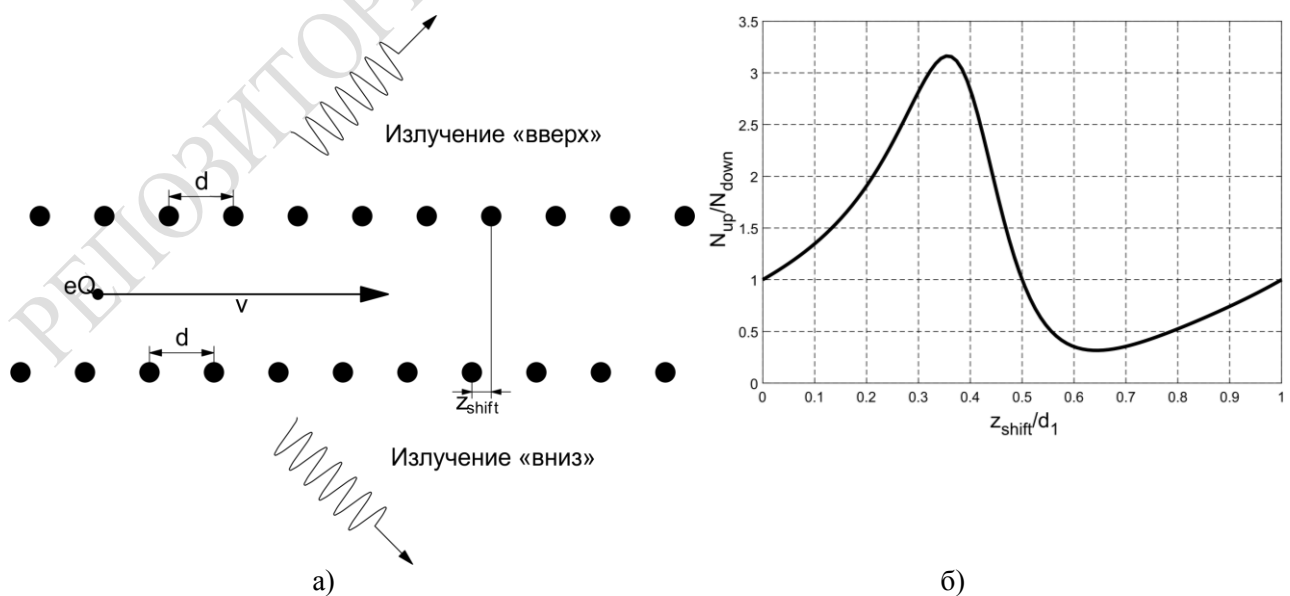 РЕПОЗИТОР
Излучение «вверх»
d
eQ
v
d
z_shift
Излучение «вниз»
а)
3.5
3
2.5
2
1.5
1
0.5
0
N_up/N_down
0 0.1 0.2 0.3 0.4 0.5 0.6 0.7 0.8 0.9 1
z_shift/d_1
б)